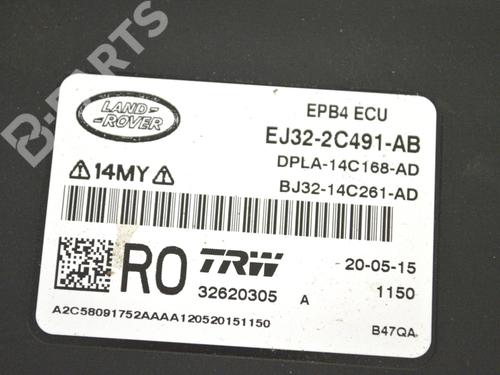 B-PARTS
LAND-
-ROVER
EPB4 ECU
EJ32-2C491-AB
DPLA-14C168-AD
⚠14MY⚠
BJ32-14C261-AD
RO
TRW
20-05-15
32620305 A
1150
A2C58091752AAAA120520151150
B47QA